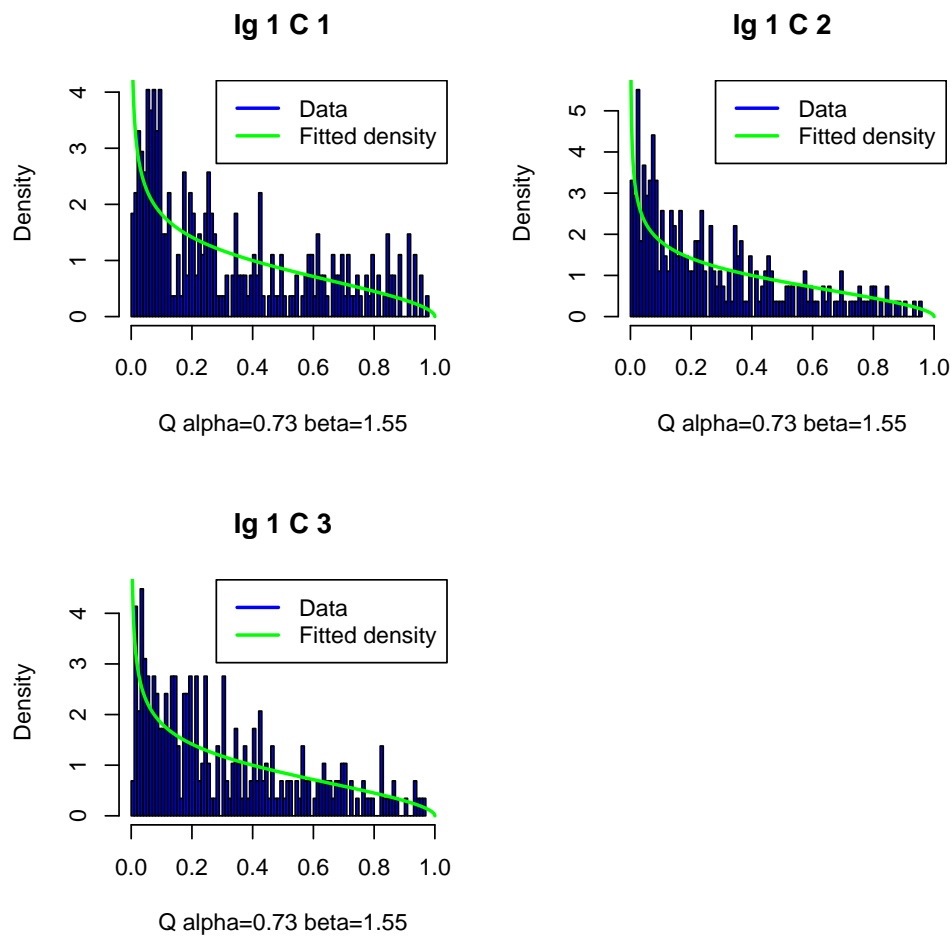 Ig 1 C 1
Density
0
1
2
3
4
Data
Fitted density
0.0 0.2 0.4 0.6 0.8 1.0
Q alpha=0.73 beta=1.55
Ig 1 C 2
Density
0
1
2
3
4
5
Data
Fitted density
0.0 0.2 0.4 0.6 0.8 1.0
Q alpha=0.73 beta=1.55
Ig 1 C 3
Density
0
1
2
3
4
Data
Fitted density
0.0 0.2 0.4 0.6 0.8 1.0
Q alpha=0.73 beta=1.55